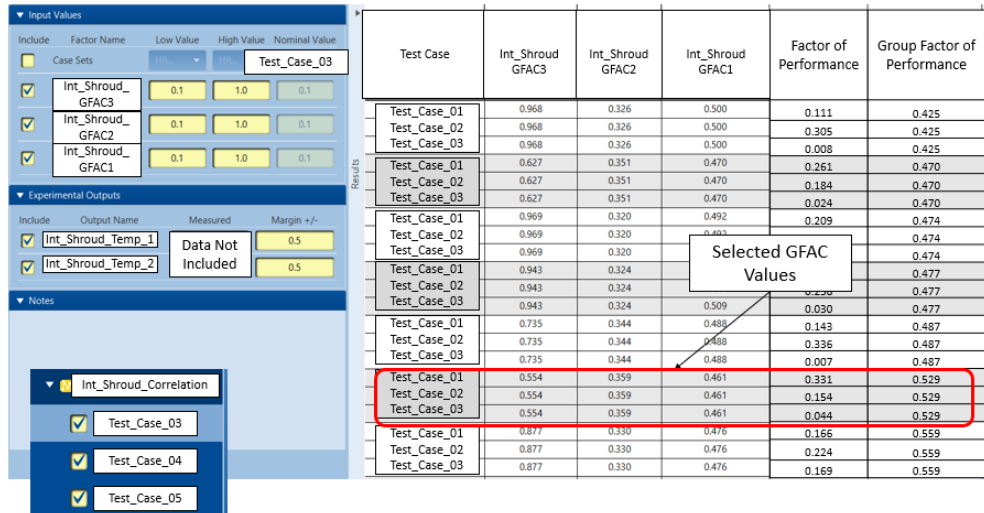 Input Values
Include Factor Name Low Value High Value Nominal Value
Case Sets Test_Case_03
Int_Shroud_
GFAC3 0.1 1.0 0.1
Int_Shroud_
GFAC2 0.1 1.0 0.1
Int_Shroud_
GFAC1 0.1 1.0 0.1
Experimental Outputs
Include Output Name Measured Margin +/-
Int_Shroud_Temp_1 0.5
Int_Shroud_Temp_2 0.5
Data Not
Included
Notes
Int_Shroud_Correlation
Test_Case_03
Test_Case_04
Test_Case_05
Results
Test Case Int_Shroud GFAC3 Int_Shroud GFAC2 Int_Shroud GFAC1 Factor of Performance Group Factor of Performance
Test_Case_01 0.968 0.326 0.500 0.111 0.425
Test_Case_02 0.968 0.326 0.500 0.305 0.425
Test_Case_03 0.968 0.326 0.500 0.008 0.425
Test_Case_01 0.627 0.351 0.470 0.261 0.470
Test_Case_02 0.627 0.351 0.470 0.184 0.470
Test_Case_03 0.627 0.351 0.470 0.024 0.470
Test_Case_01 0.969 0.320 0.492 0.209 0.474
Test_Case_02 0.969 0.320 0.474
Test_Case_03 0.969 0.320 0.474
Selected GFAC
Values
Test_Case_01 0.943 0.324 0.477
Test_Case_02 0.943 0.324 0.477
Test_Case_03 0.943 0.324 0.509 0.030 0.477
Test_Case_01 0.735 0.344 0.488 0.143 0.487
Test_Case_02 0.735 0.344 0.488 0.336 0.487
Test_Case_03 0.735 0.344 0.488 0.007 0.487
Test_Case_01 0.554 0.359 0.461 0.331 0.529
Test_Case_02 0.554 0.359 0.461 0.154 0.529
Test_Case_03 0.554 0.359 0.461 0.044 0.529
Test_Case_01 0.877 0.330 0.476 0.166 0.559
Test_Case_02 0.877 0.330 0.476 0.224 0.559
Test_Case_03 0.877 0.330 0.476 0.169 0.559